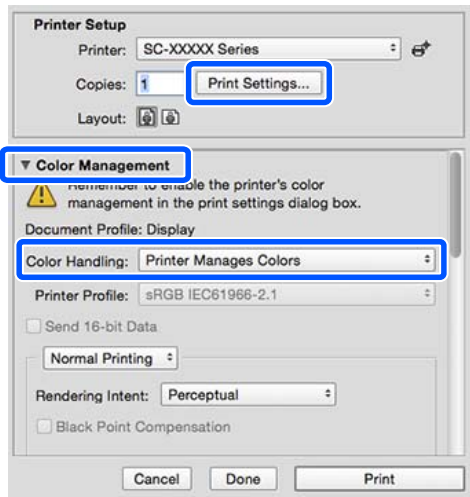 Printer Setup
Printer: SC-XXXXX Series
Copies: 1 Print Settings...
Layout:
Color Management
Remember to enable the printer's color
management in the print settings dialog box.
Document Profile: Display
Color Handling: Printer Manages Colors
Printer Profile: sRGB IEC61966-2.1
Send 16-bit Data
Normal Printing
Rendering Intent: Perceptual
Black Point Compensation
Cancel Done Print